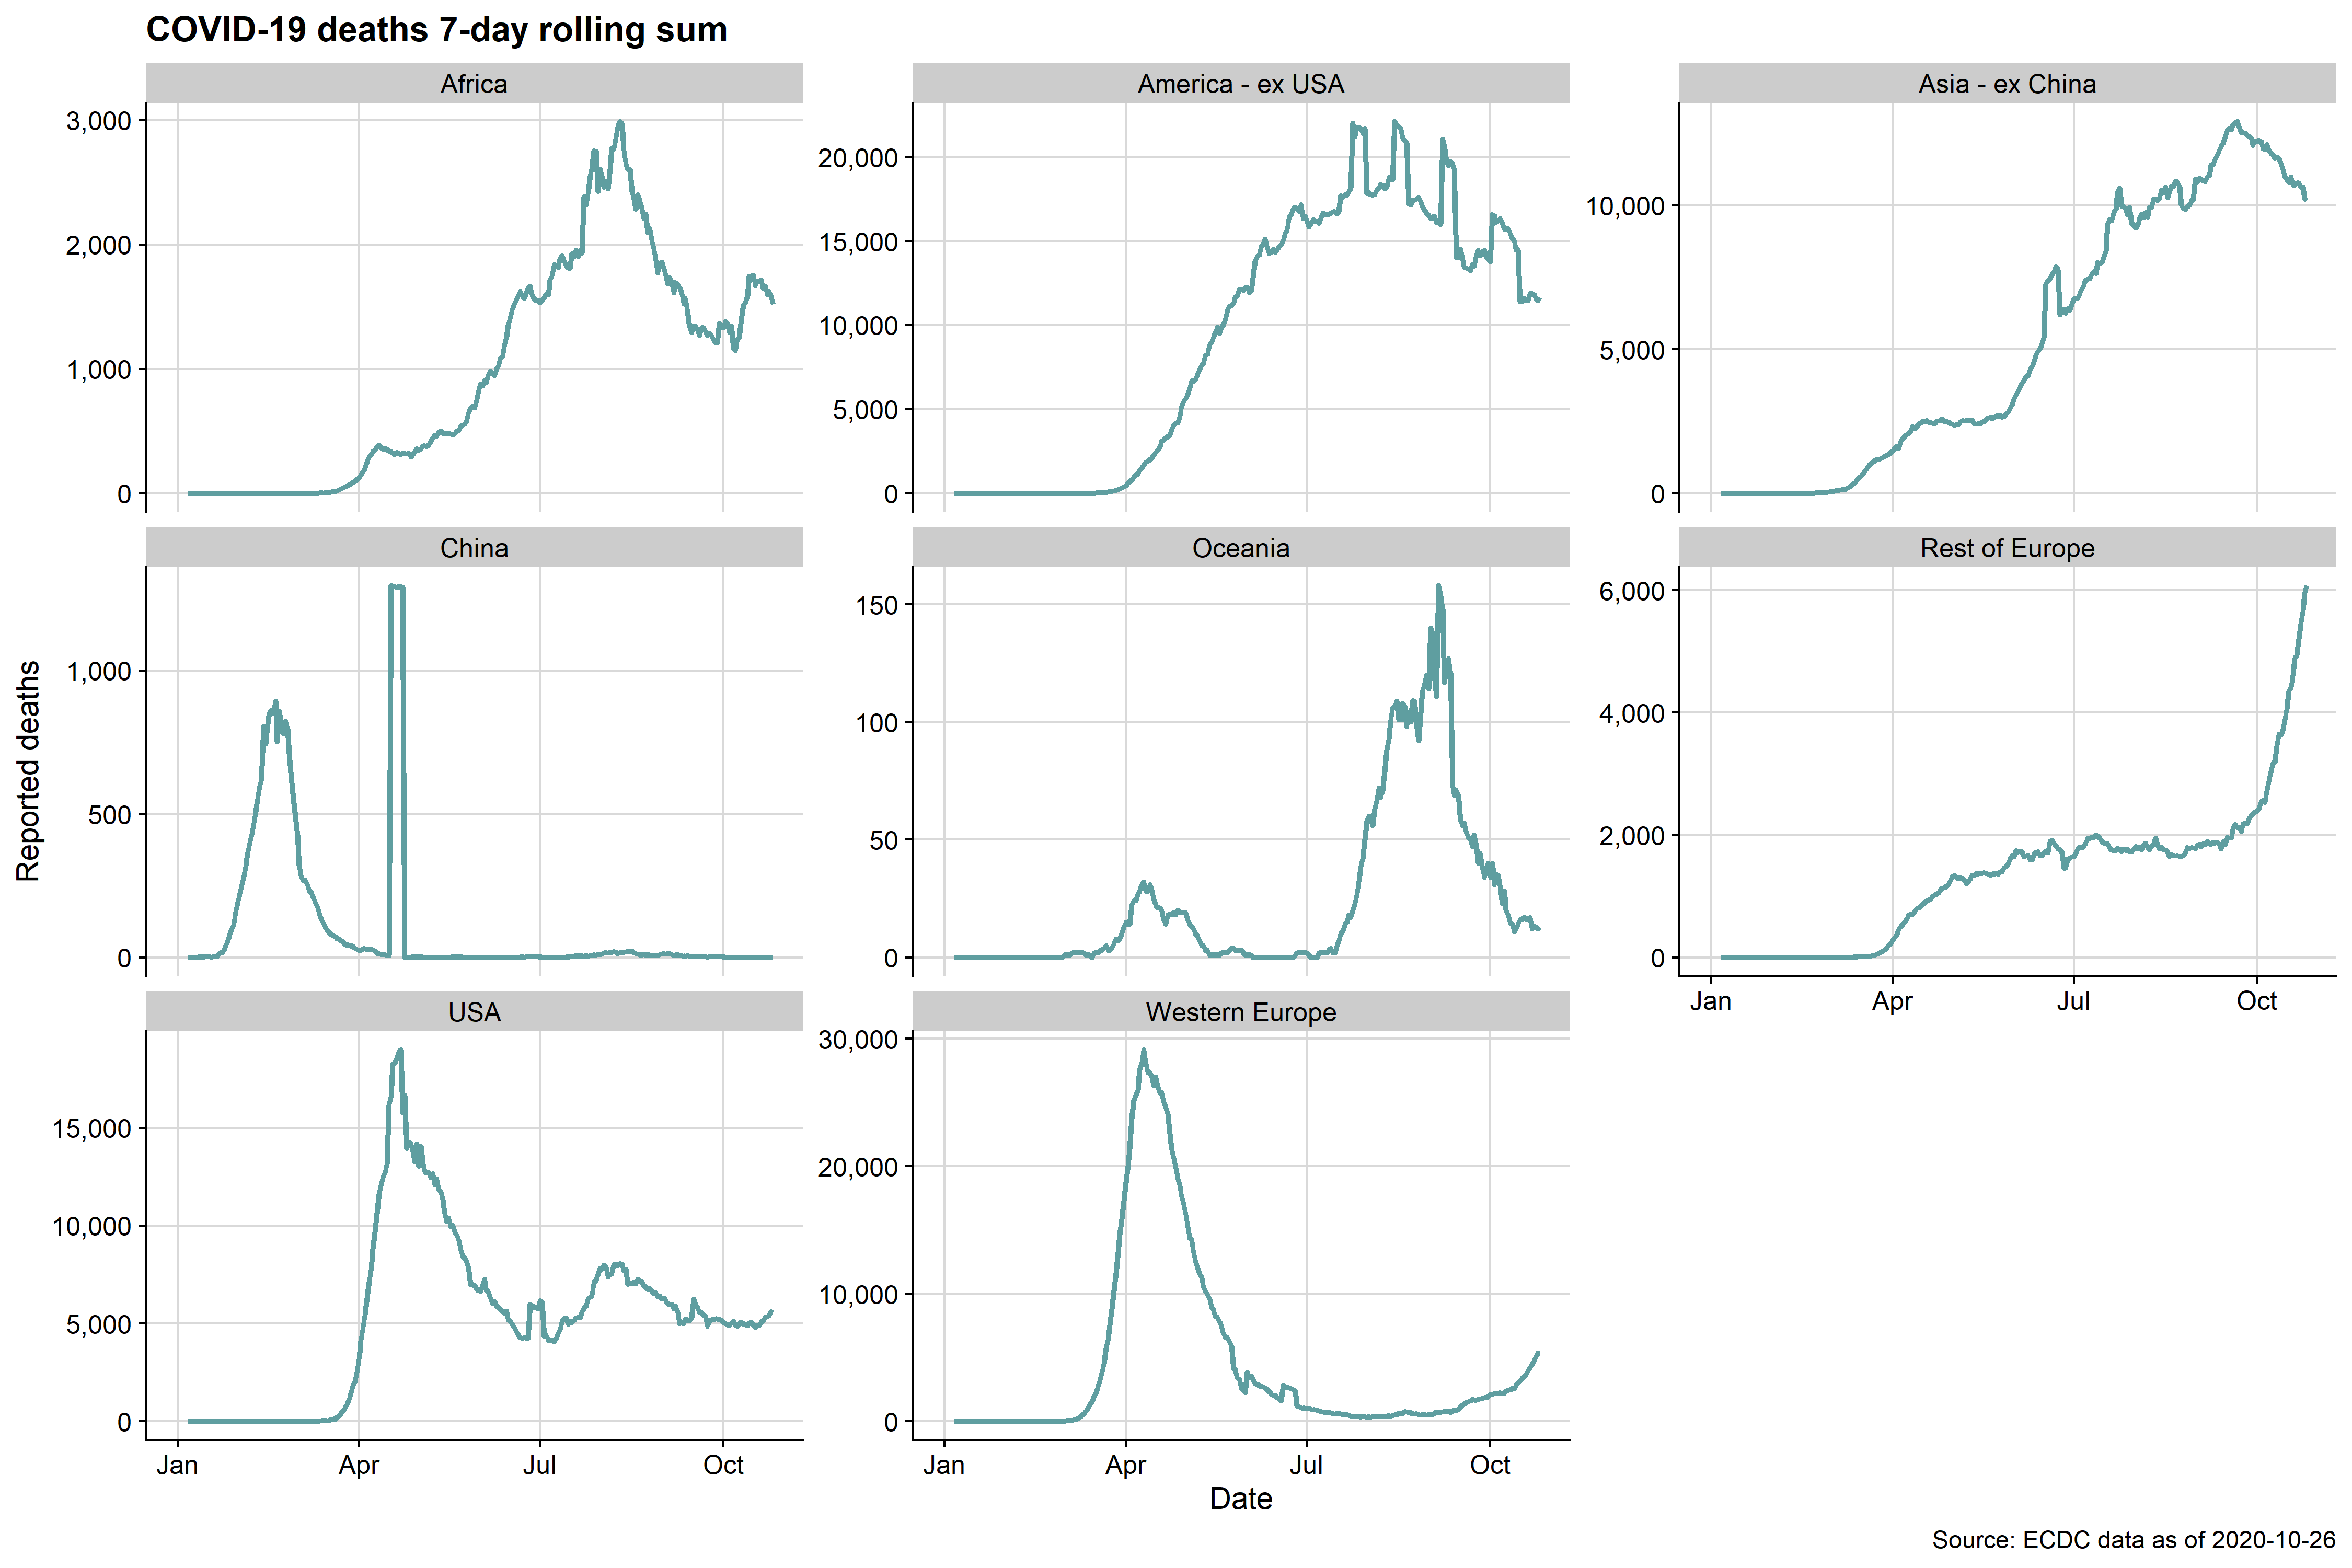 COVID-19 deaths 7-day rolling sum
Africa
America - ex USA
Asia - ex China
3,000
2,000
1,000
0
20,000
15,000
10,000
5,000
0
10,000
5,000
0
China
Oceania
Rest of Europe
1,000
500
0
150
100
50
0
6,000
4,000
2,000
0
Jan Apr Jul Oct
Reported deaths
USA
Western Europe
15,000
10,000
5,000
0
30,000
20,000
10,000
0
Jan Apr Jul Oct
Jan Apr Jul Oct
Date
Source: ECDC data as of 2020-10-26